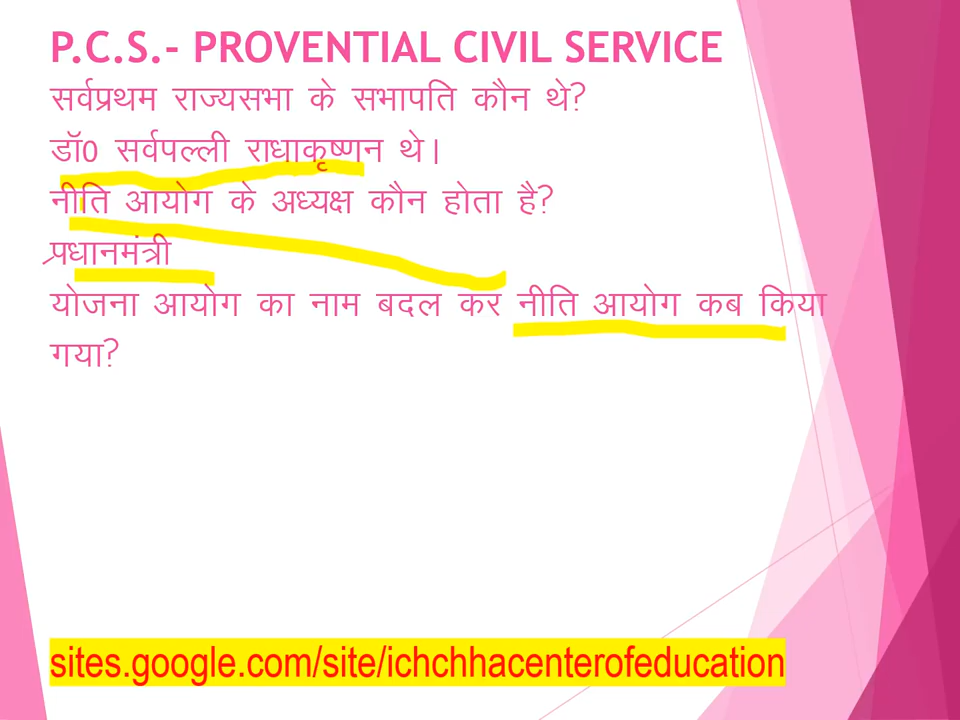 P.C.S.- PROVENTIAL CIVIL SERVICE
सर्वप्रथम राज्यसभा के सभापति कौन थे?
डॉ0 सर्वपल्ली राधाकृष्णन थे।
नीति आयोग के अध्यक्ष कौन होता है?
प्रधानमंत्री
योजना आयोग का नाम बदल कर नीति आयोग कब किया
गया?
sites.google.com/site/ichchhacenterofeducation